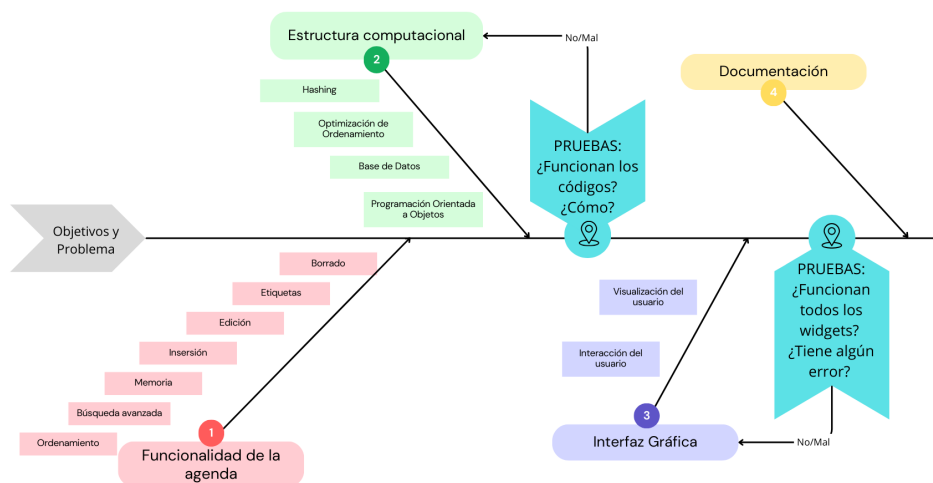 Estructura computacional
2
No/Mal
Hashing
Optimización de
Ordenamiento
Base de Datos
Programación Orientada
a Objetos
PRUEBAS:
¿Funcionan los
códigos?
¿Cómo?
Documentación
4
Objetivos y
Problema
Borrado
Etiquetas
Edición
Insersión
Memoria
Búsqueda avanzada
Ordenamiento
1
Funcionalidad de la
agenda
Visualización del
usuario
Interacción del
usuario
3
Interfaz Gráfica
PRUEBAS:
¿Funcionan
todos los
widgets?
¿Tiene algún
error?
No/Mal